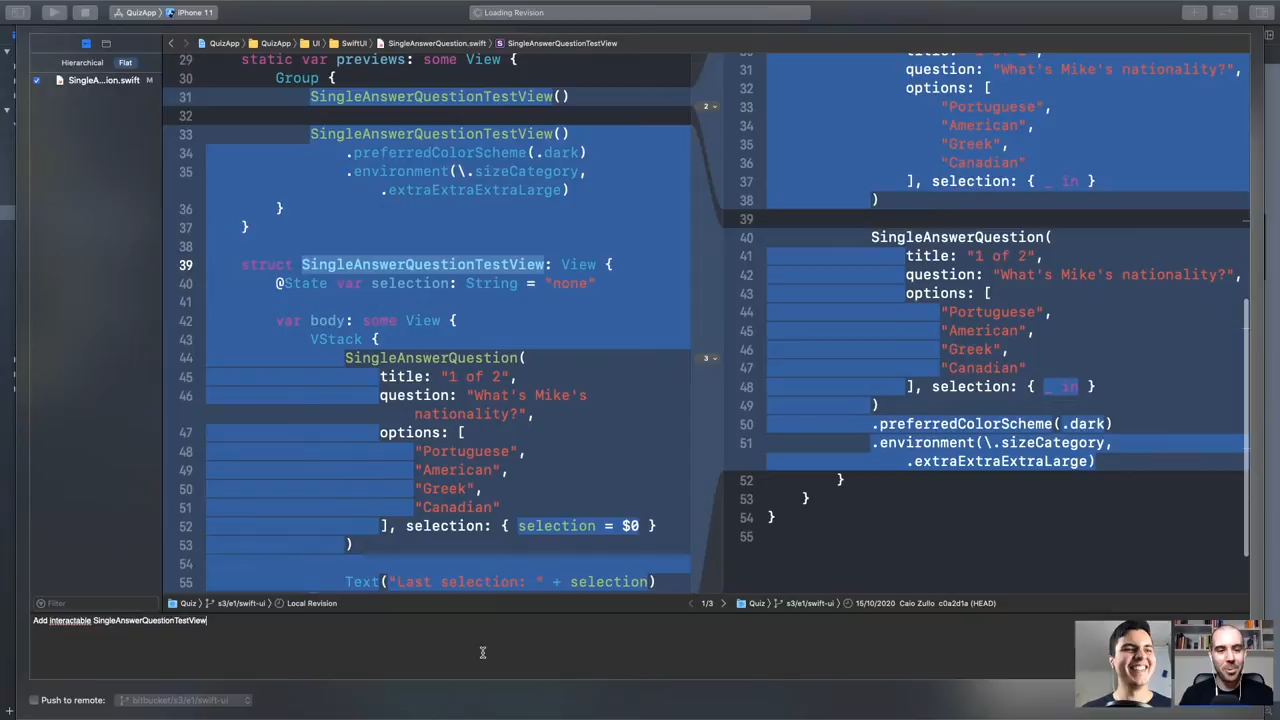 QuizApp
iPhone 11
Loading Revision
Hierarchical
Flat
SingleA...ion.swift
M
QuizApp
QuizApp
UI
SwiftUI
SingleAnswerQuestion.swift
SingleAnswerQuestionTestView
29 static var previews: some View {
30 Group {
31 SingleAnswerQuestionTestView()
32
33 SingleAnswerQuestionTestView()
34 .preferredColorScheme(.dark)
35 .environment(\.sizeCategory,
.extraExtraExtraLarge)
36 }
37 }
38
39 struct SingleAnswerQuestionTestView: View {
40 @State var selection: String = "none"
41
42 var body: some View {
43 VStack {
44 SingleAnswerQuestion(
45 title: "1 of 2",
46 question: "What's Mike's
nationality?",
47 options: [
48 "Portuguese",
49 "American",
50 "Greek",
51 "Canadian"
52 ], selection: { selection = $0 }
53 )
54
55 Text("Last selection: " + selection)
2
3
31 question: "What's Mike's nationality?",
32 options: [
33 "Portuguese",
34 "American",
35 "Greek",
36 "Canadian"
37 ], selection: { _ in }
38 )
39
40 SingleAnswerQuestion(
41 title: "1 of 2",
42 question: "What's Mike's nationality?",
43 options: [
44 "Portuguese",
45 "American",
46 "Greek",
47 "Canadian"
48 ], selection: { _ in }
49 )
50 .preferredColorScheme(.dark)
51 .environment(\.sizeCategory,
.extraExtraExtraLarge)
52 }
53 }
54 }
55
Filter
Quiz
s3/e1/swift-ui
Local Revision
1/3
Quiz
s3/e1/swift-ui
15/10/2020 Caio Zullo c0a2d1a (HEAD)
Add interactable SingleAnswerQuestionTestView
Push to remote:
bitbucket/s3/e1/swift-ui